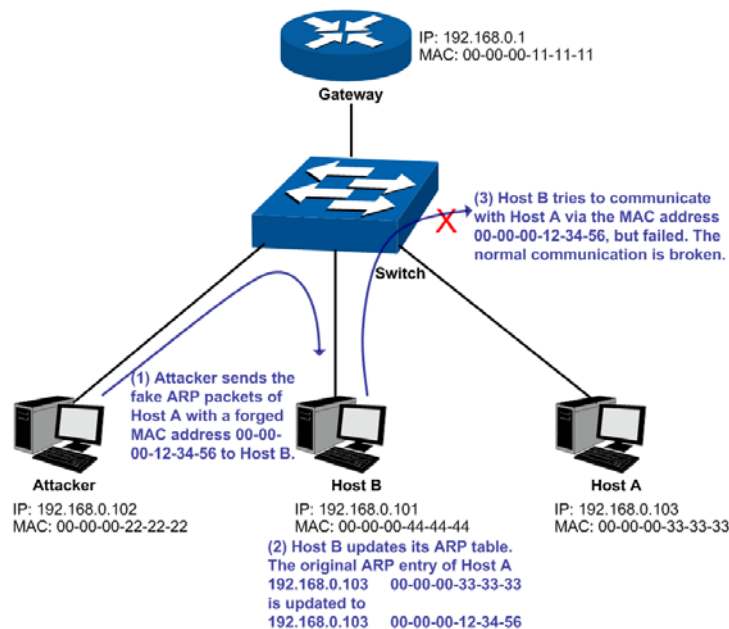 IP: 192.168.0.1
MAC: 00-00-00-11-11-11
Gateway
(3) Host B tries to communicate
with Host A via the MAC address
00-00-00-12-34-56, but failed. The
normal communication is broken.
X
Switch
(1) Attacker sends the
fake ARP packets of
Host A with a forged
MAC address 00-00-
00-12-34-56 to Host B.
Attacker
IP: 192.168.0.102
MAC: 00-00-00-22-22-22
Host B
IP: 192.168.0.101
MAC: 00-00-00-44-44-44
Host A
IP: 192.168.0.103
MAC: 00-00-00-33-33-33
(2) Host B updates its ARP table.
The original ARP entry of Host A
192.168.0.103 00-00-00-33-33-33
is updated to
192.168.0.103 00-00-00-12-34-56